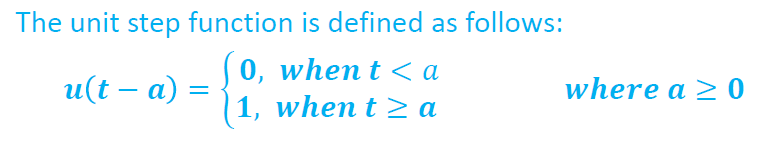 The unit step function is defined as follows:
u(t − a) = { 0, when t < a
1, when t ≥ a
where a ≥ 0